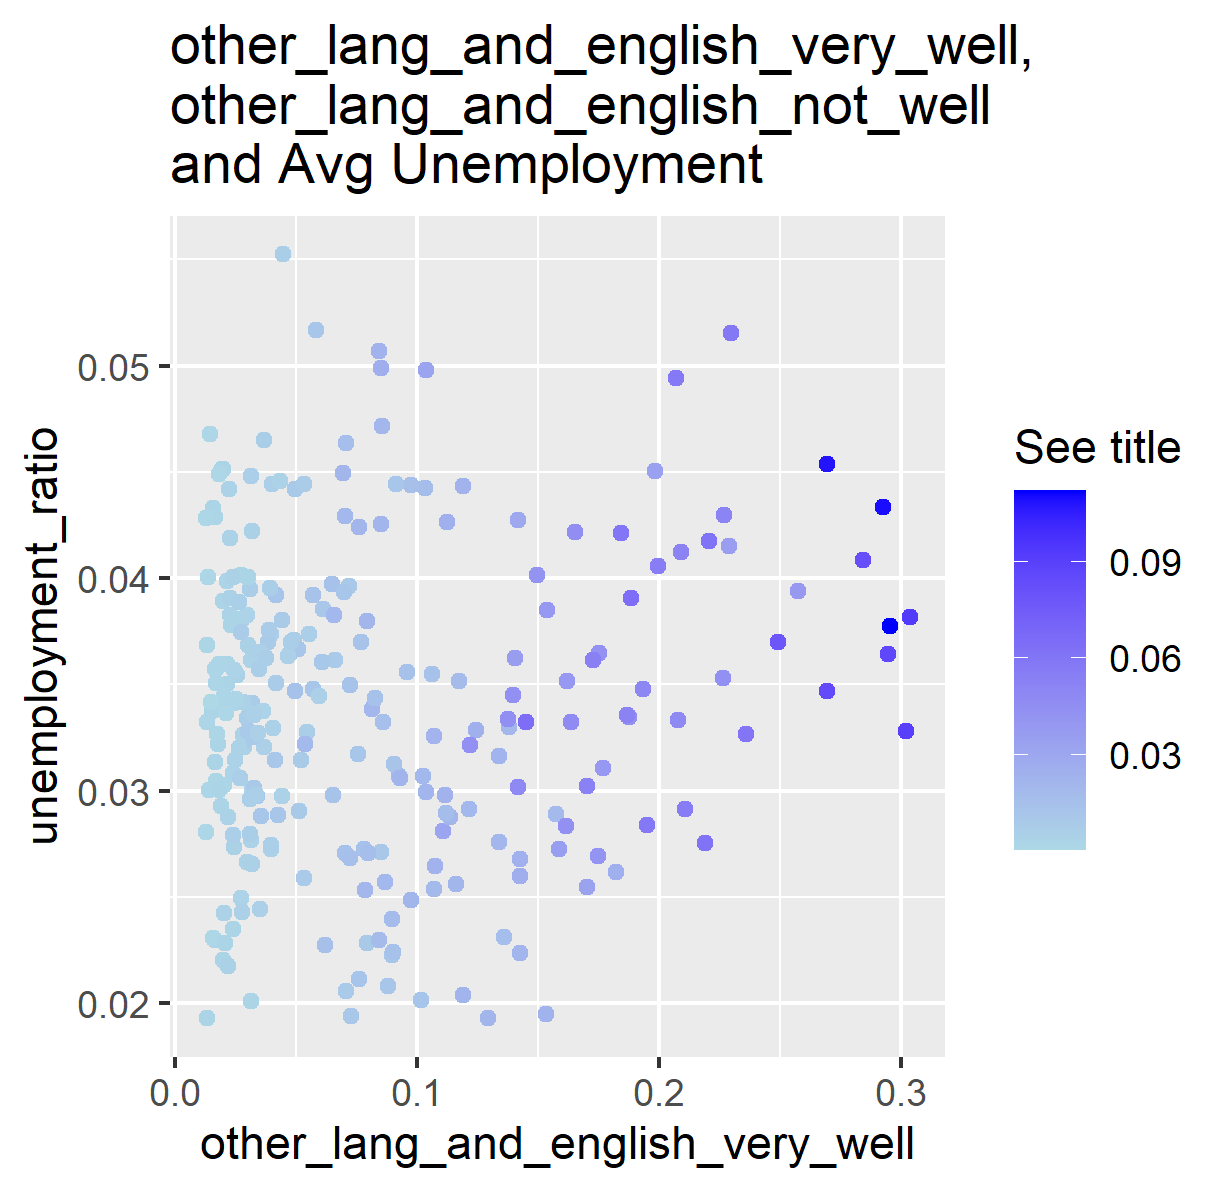 other_lang_and_english_very_well,
other_lang_and_english_not_well
and Avg Unemployment
unemployment_ratio
0.05
0.04
0.03
0.02
0.0
0.1
0.2
0.3
other_lang_and_english_very_well
See title
0.09
0.06
0.03